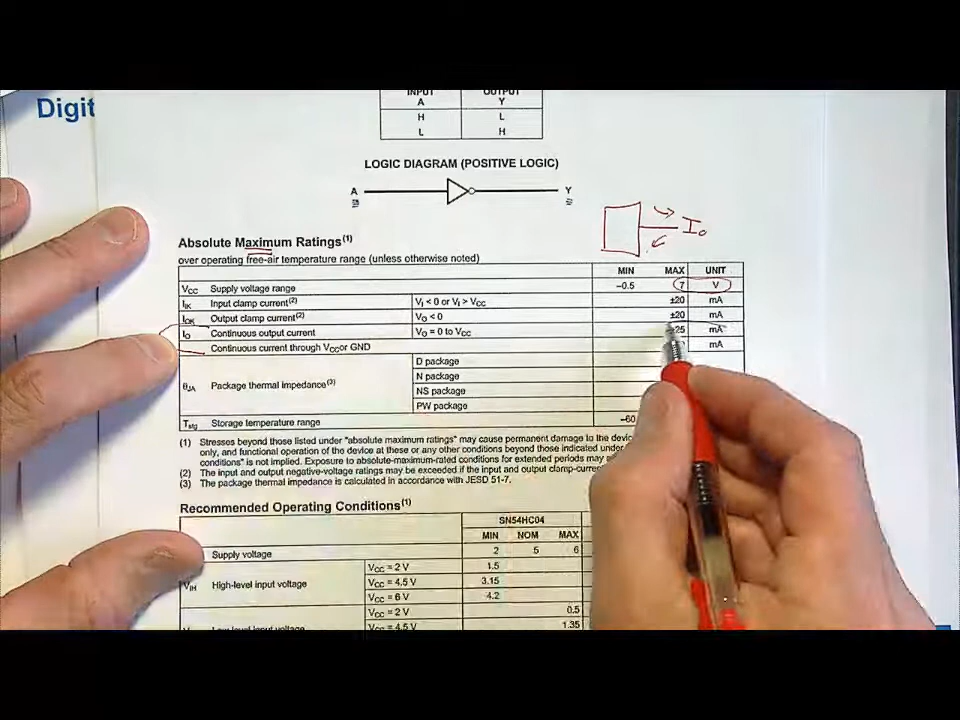 Digit
INPUT OUTPUT
A Y
H L
L H
LOGIC DIAGRAM (POSITIVE LOGIC)
A Y
Io
Absolute Maximum Ratings(1)
over operating free-air temperature range (unless otherwise noted)
MIN MAX UNIT
VCC Supply voltage range –0.5 7 V
IIK Input clamp current(2) VI < 0 or VI > VCC ±20 mA
IOK Output clamp current(2) VO < 0 ±20 mA
IO Continuous output current VO = 0 to VCC ±25 mA
Continuous current through VCC or GND mA
θJA Package thermal impedance(3) D package
N package
NS package
PW package
Tstg Storage temperature range –60
(1) Stresses beyond those listed under "absolute maximum ratings" may cause permanent damage to the
only, and functional operation of the device at these or any other conditions beyond those indicated
conditions" is not implied. Exposure to absolute-maximum-rated conditions for extended periods may
(2) The input and output negative-voltage ratings may be exceeded if the input and output
(3) The package thermal impedance is calculated in accordance with JESD 51-7.
Recommended Operating Conditions(1)
SN54HC04
MIN NOM MAX
Supply voltage 2 5 6
VIH High-level input voltage VCC = 2 V 1.5
VCC = 4.5 V 3.15
VCC = 6 V 4.2
VCC = 2 V 0.5
VCC = 4.5 V 1.35